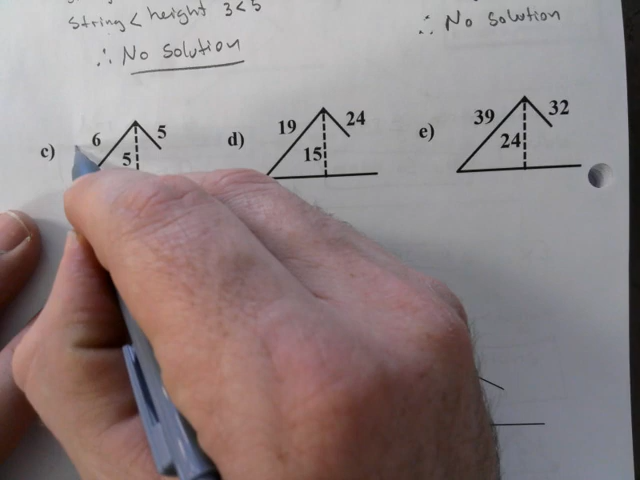 string < height 3<5
∴ No solution
∴ No solution
c) 6 5 5
d) 19 24 15
e) 39 32 24